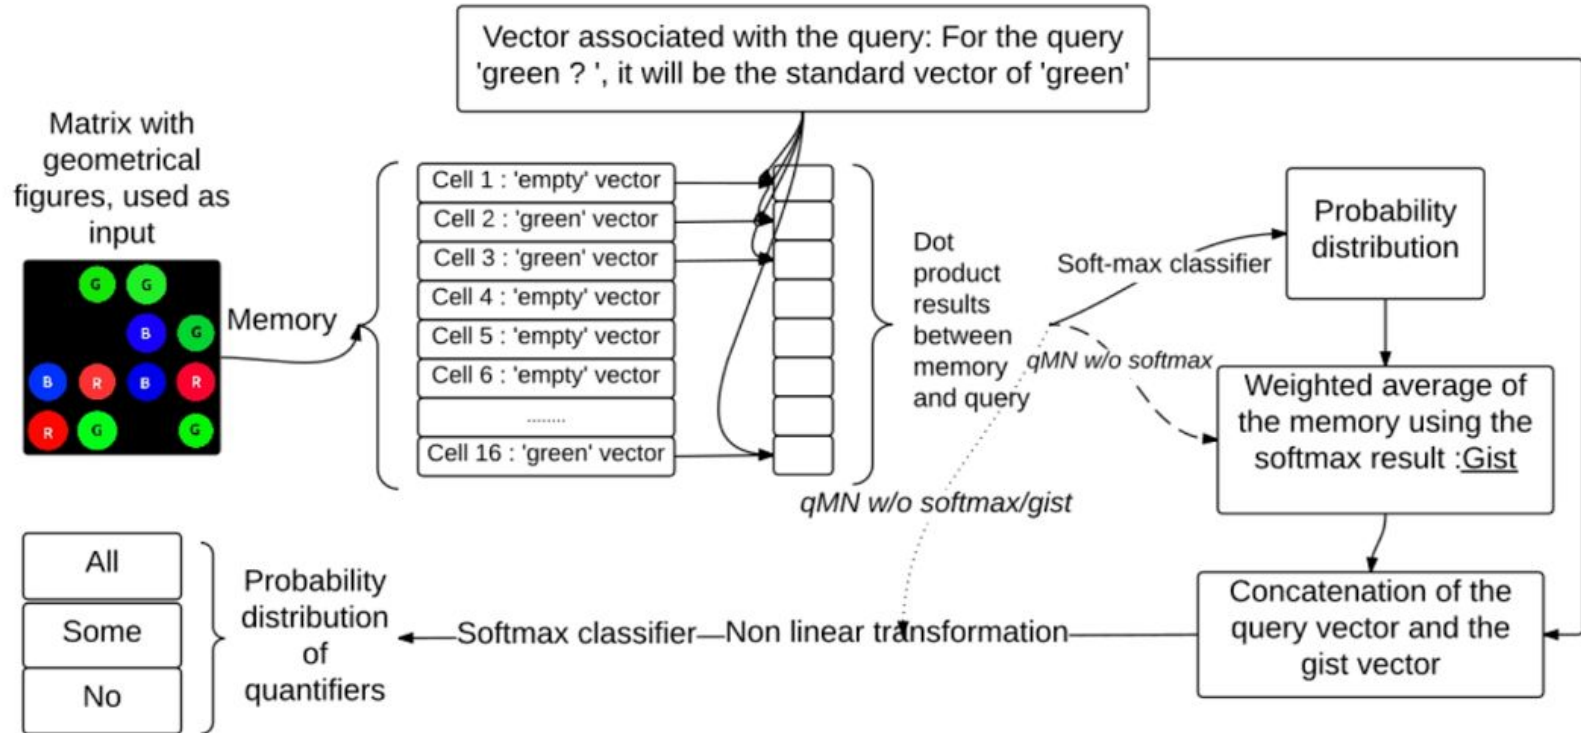 Vector associated with the query: For the query
'green ? ', it will be the standard vector of 'green'
Matrix with
geometrical
figures, used as
input
G G
B G
B R B R
R G G
Memory
Cell 1 : 'empty' vector
Cell 2 : 'green' vector
Cell 3 : 'green' vector
Cell 4 : 'empty' vector
Cell 5 : 'empty' vector
Cell 6 : 'empty' vector
........
Cell 16 : 'green' vector
Dot
product
results
between
memory
and query
Soft-max classifier
qMN w/o softmax
qMN w/o softmax/gist
Probability
distribution
Weighted average of
the memory using the
softmax result :Gist
Concatenation of the
query vector and the
gist vector
Non linear transformation
Softmax classifier
Probability
distribution
of
quantifiers
All
Some
No